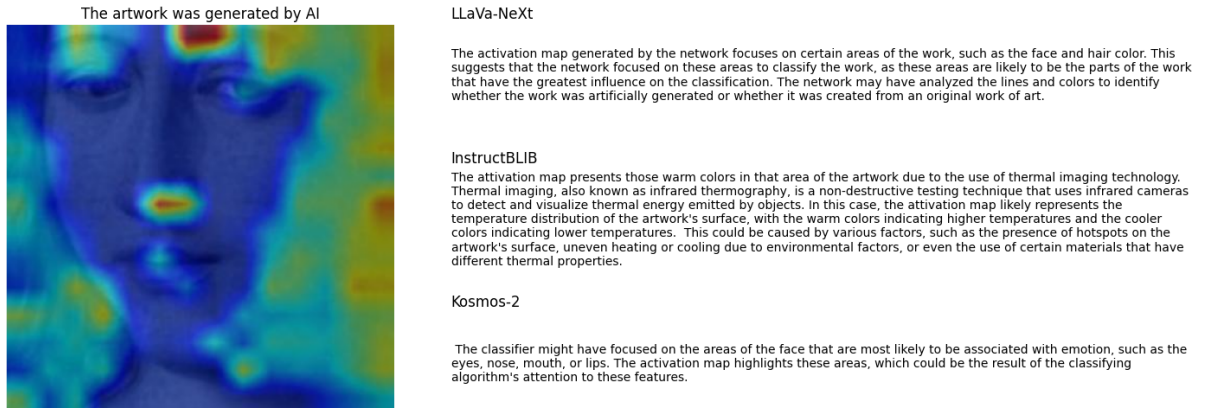 The artwork was generated by AI
LLaVa-NeXt
The activation map generated by the network focuses on certain areas of the work, such as the face and hair color. This
suggests that the network focused on these areas to classify the work, as these areas are likely to be the parts of the work
that have the greatest influence on the classification. The network may have analyzed the lines and colors to identify
whether the work was artificially generated or whether it was created from an original work of art.
InstructBLIB
The attivation map presents those warm colors in that area of the artwork due to the use of thermal imaging technology.
Thermal imaging, also known as infrared thermography, is a non-destructive testing technique that uses infrared cameras
to detect and visualize thermal energy emitted by objects. In this case, the attivation map likely represents the
temperature distribution of the artwork's surface, with the warm colors indicating higher temperatures and the cooler
colors indicating lower temperatures.  This could be caused by various factors, such as the presence of hotspots on the
artwork's surface, uneven heating or cooling due to environmental factors, or even the use of certain materials that have
different thermal properties.
Kosmos-2
The classifier might have focused on the areas of the face that are most likely to be associated with emotion, such as the
eyes, nose, mouth, or lips. The activation map highlights these areas, which could be the result of the classifying
algorithm's attention to these features.